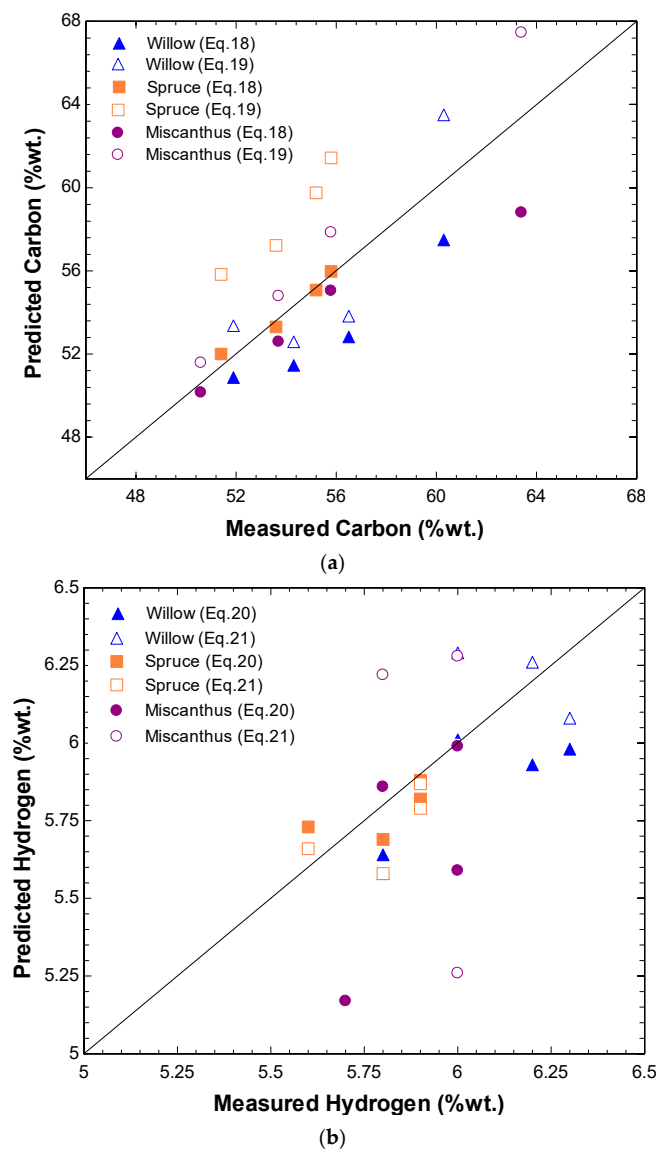 68
64
60
56
52
48
Predicted Carbon (%wt.)
Willow (Eq.18)
Willow (Eq.19)
Spruce (Eq.18)
Spruce (Eq.19)
Miscanthus (Eq.18)
Miscanthus (Eq.19)
48 52 56 60 64 68
Measured Carbon (%wt.)
(a)
6.5
6.25
6
5.75
5.5
5.25
5
Predicted Hydrogen (%wt.)
Willow (Eq.20)
Willow (Eq.21)
Spruce (Eq.20)
Spruce (Eq.21)
Miscanthus (Eq.20)
Miscanthus (Eq.21)
5 5.25 5.5 5.75 6 6.25 6.5
Measured Hydrogen (%wt.)
(b)